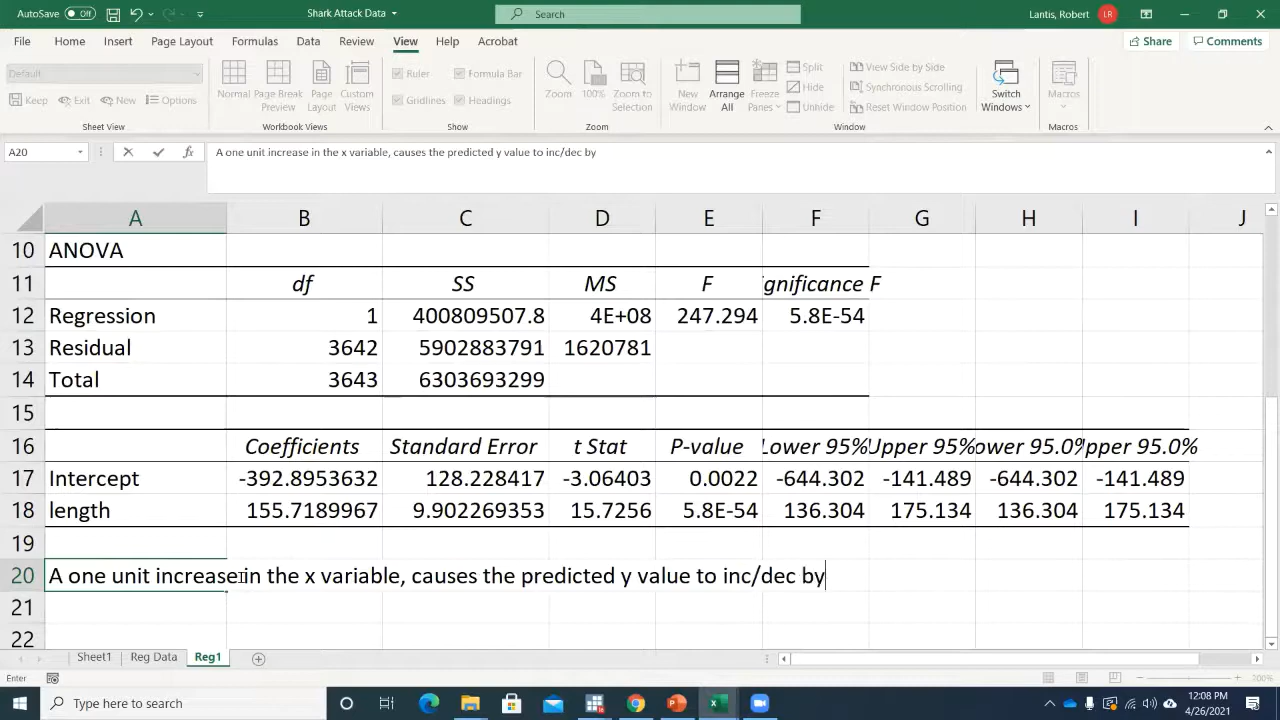 AutoSave Off Shark Attack Data Search Lantis, Robert LR
File Home Insert Page Layout Formulas Data Review View Help Acrobat Share Comments
Default
Keep Exit New Options
Normal Page Break Preview Page Layout Custom Views
Ruler Formula Bar
Gridlines Headings
Zoom 100% Zoom to Selection
New Window Arrange All Freeze Panes
Split
Hide
Unhide
View Side by Side
Synchronous Scrolling
Reset Window Position
Switch Windows Macros
Sheet View Workbook Views Show Zoom Window Macros
A20 fx A one unit increase in the x variable, causes the predicted y value to inc/dec by
A B C D E F G H I J
10 ANOVA
11 df SS MS F gnificance F
12 Regression 1 400809507.8 4E+08 247.294 5.8E-54
13 Residual 3642 5902883791 1620781
14 Total 3643 6303693299
15
16 Coefficients Standard Error t Stat P-value Lower 95% Upper 95% ower 95.0% pper 95.0%
17 Intercept -392.8953632 128.228417 -3.06403 0.0022 -644.302 -141.489 -644.302 -141.489
18 length 155.7189967 9.902269353 15.7256 5.8E-54 136.304 175.134 136.304 175.134
19
20 A one unit increase in the x variable, causes the predicted y value to inc/dec by
21
22
Sheet1 Reg Data Reg1
Enter 200%
Type here to search 12:08 PM
4/26/2021